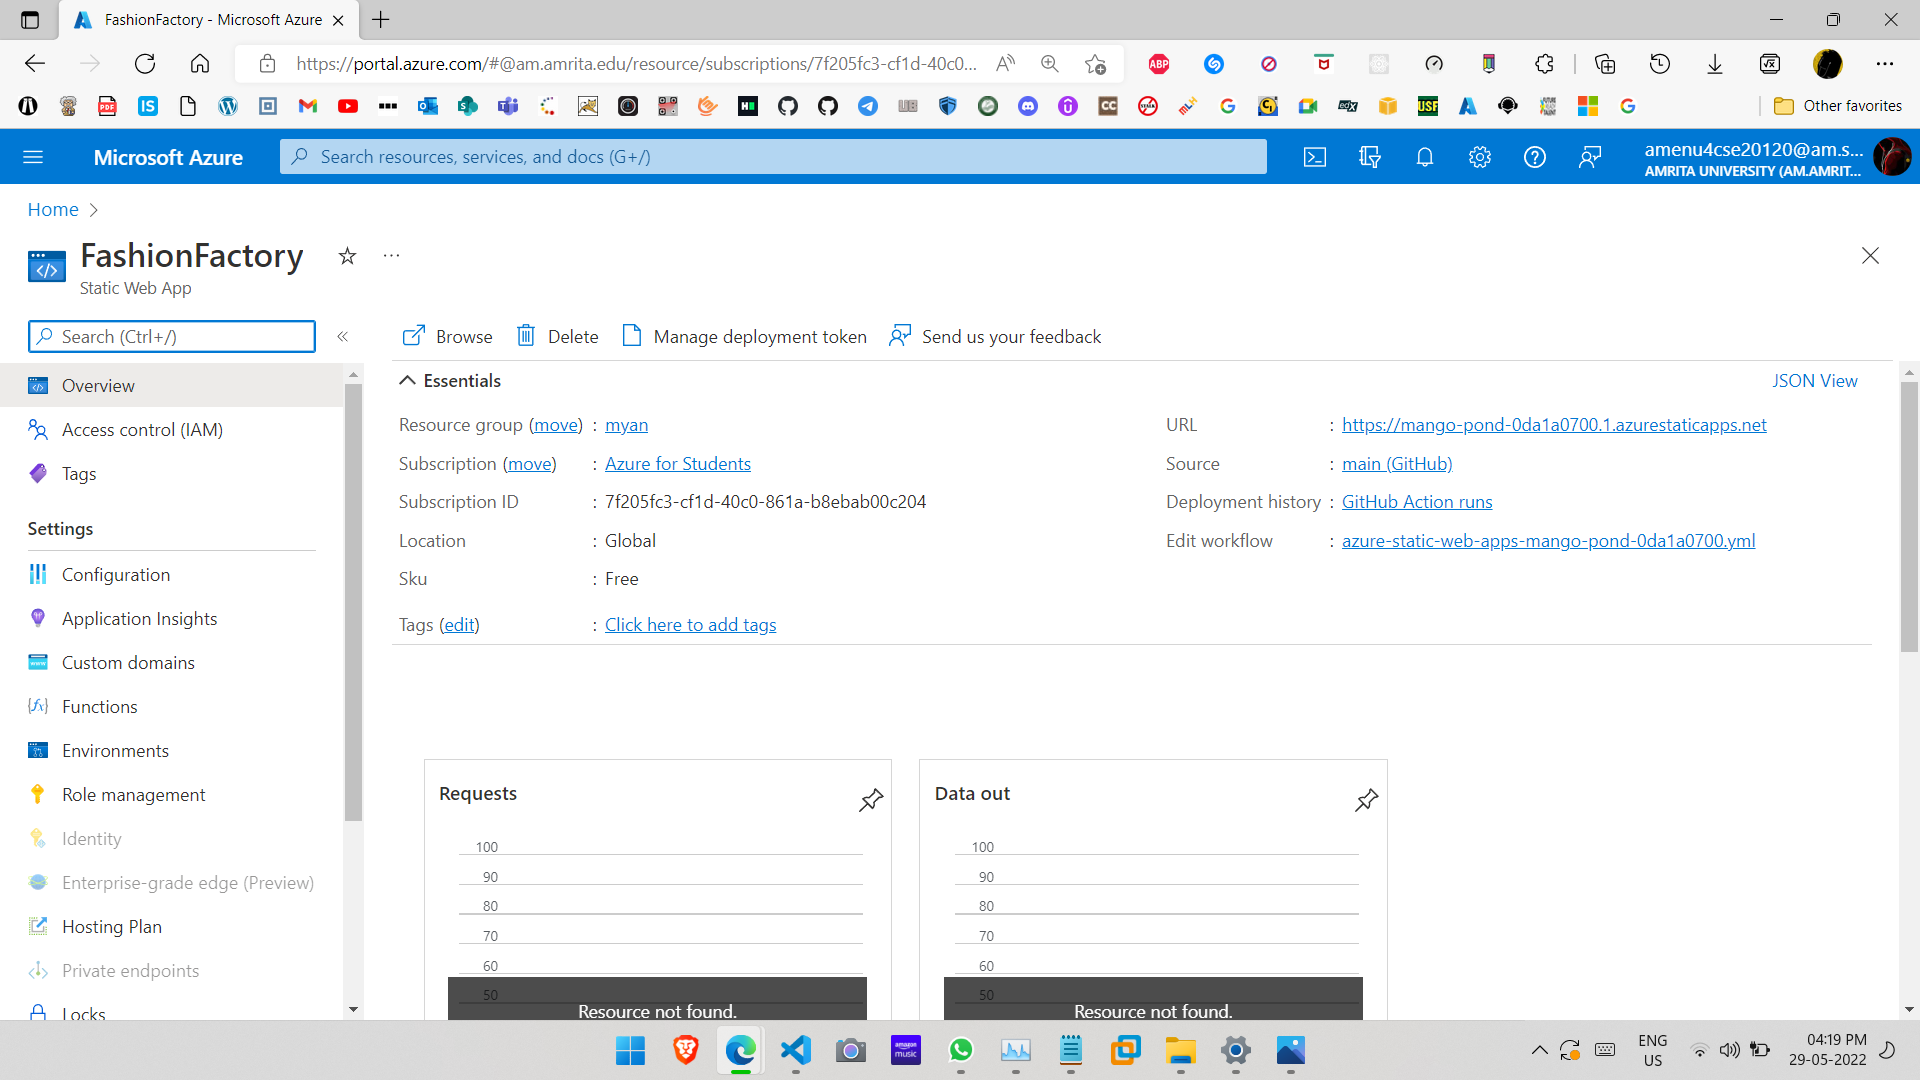 FashionFactory - Microsoft Azure
https://portal.azure.com/#@am.amrita.edu/resource/subscriptions/7f205fc3-cf1d-40c0...
Other favorites
Microsoft Azure
Search resources, services, and docs (G+/)
amenu4cse20120@am.s...
AMRITA UNIVERSITY (AM.AMRIT...
Home
FashionFactory
Static Web App
Search (Ctrl+/)
Overview
Access control (IAM)
Tags
Settings
Configuration
Application Insights
Custom domains
Functions
Environments
Role management
Identity
Enterprise-grade edge (Preview)
Hosting Plan
Private endpoints
Locks
Browse
Delete
Manage deployment token
Send us your feedback
Essentials
JSON View
Resource group (move) : myan
Subscription (move) : Azure for Students
Subscription ID : 7f205fc3-cf1d-40c0-861a-b8ebab00c204
Location : Global
Sku : Free
Tags (edit) : Click here to add tags
URL : https://mango-pond-0da1a0700.1.azurestaticapps.net
Source : main (GitHub)
Deployment history : GitHub Action runs
Edit workflow : azure-static-web-apps-mango-pond-0da1a0700.yml
Requests
100
90
80
70
60
50
Resource not found.
Data out
100
90
80
70
60
50
Resource not found.
ENG
US
04:19 PM
29-05-2022